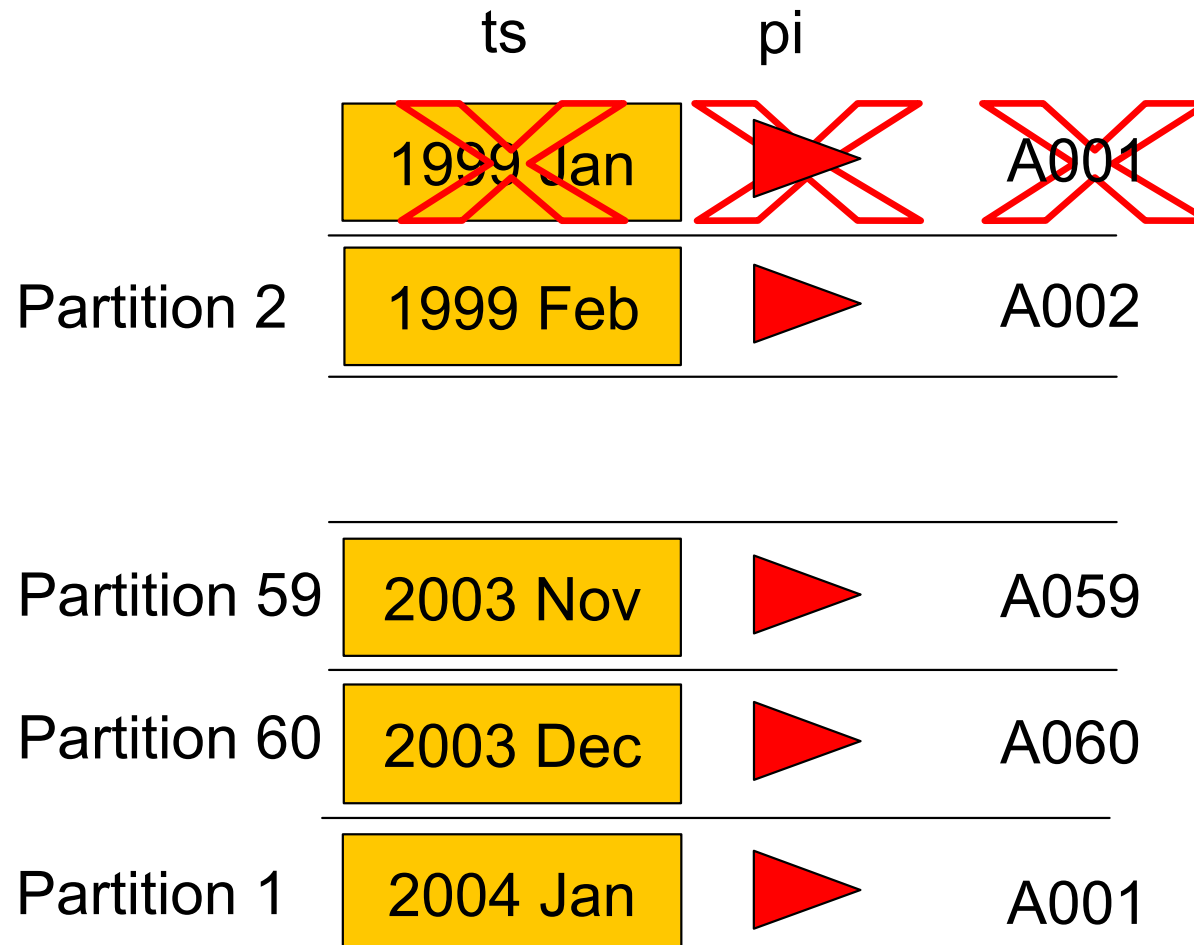 ts pi
1999 Jan A001
Partition 2 1999 Feb A002
Partition 59 2003 Nov A059
Partition 60 2003 Dec A060
Partition 1 2004 Jan A001